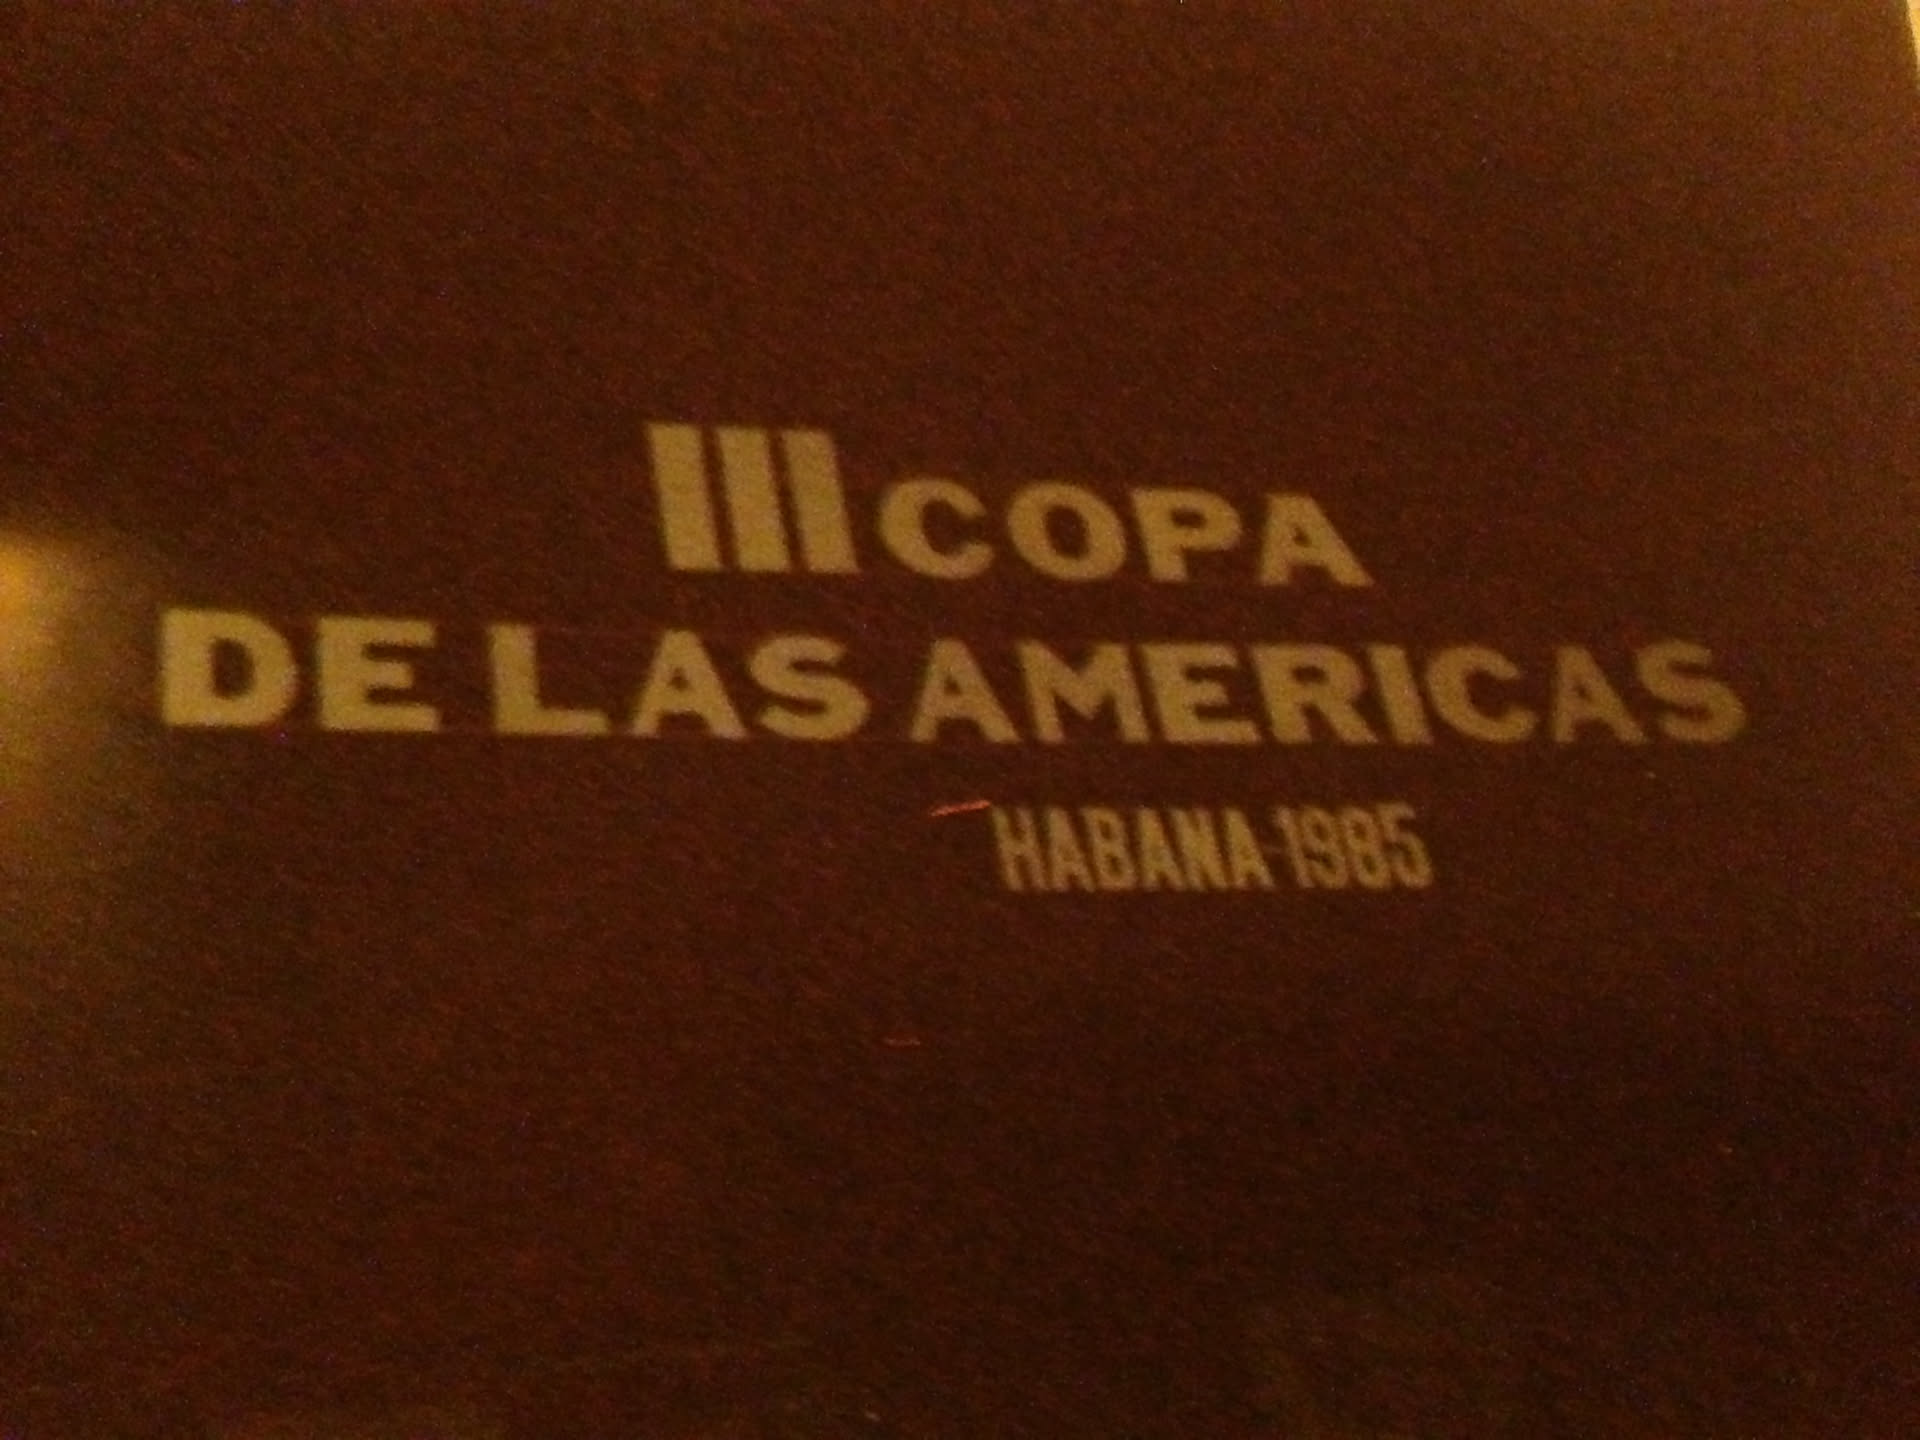 III COPA
DE LAS AMERICAS
HABANA-1985